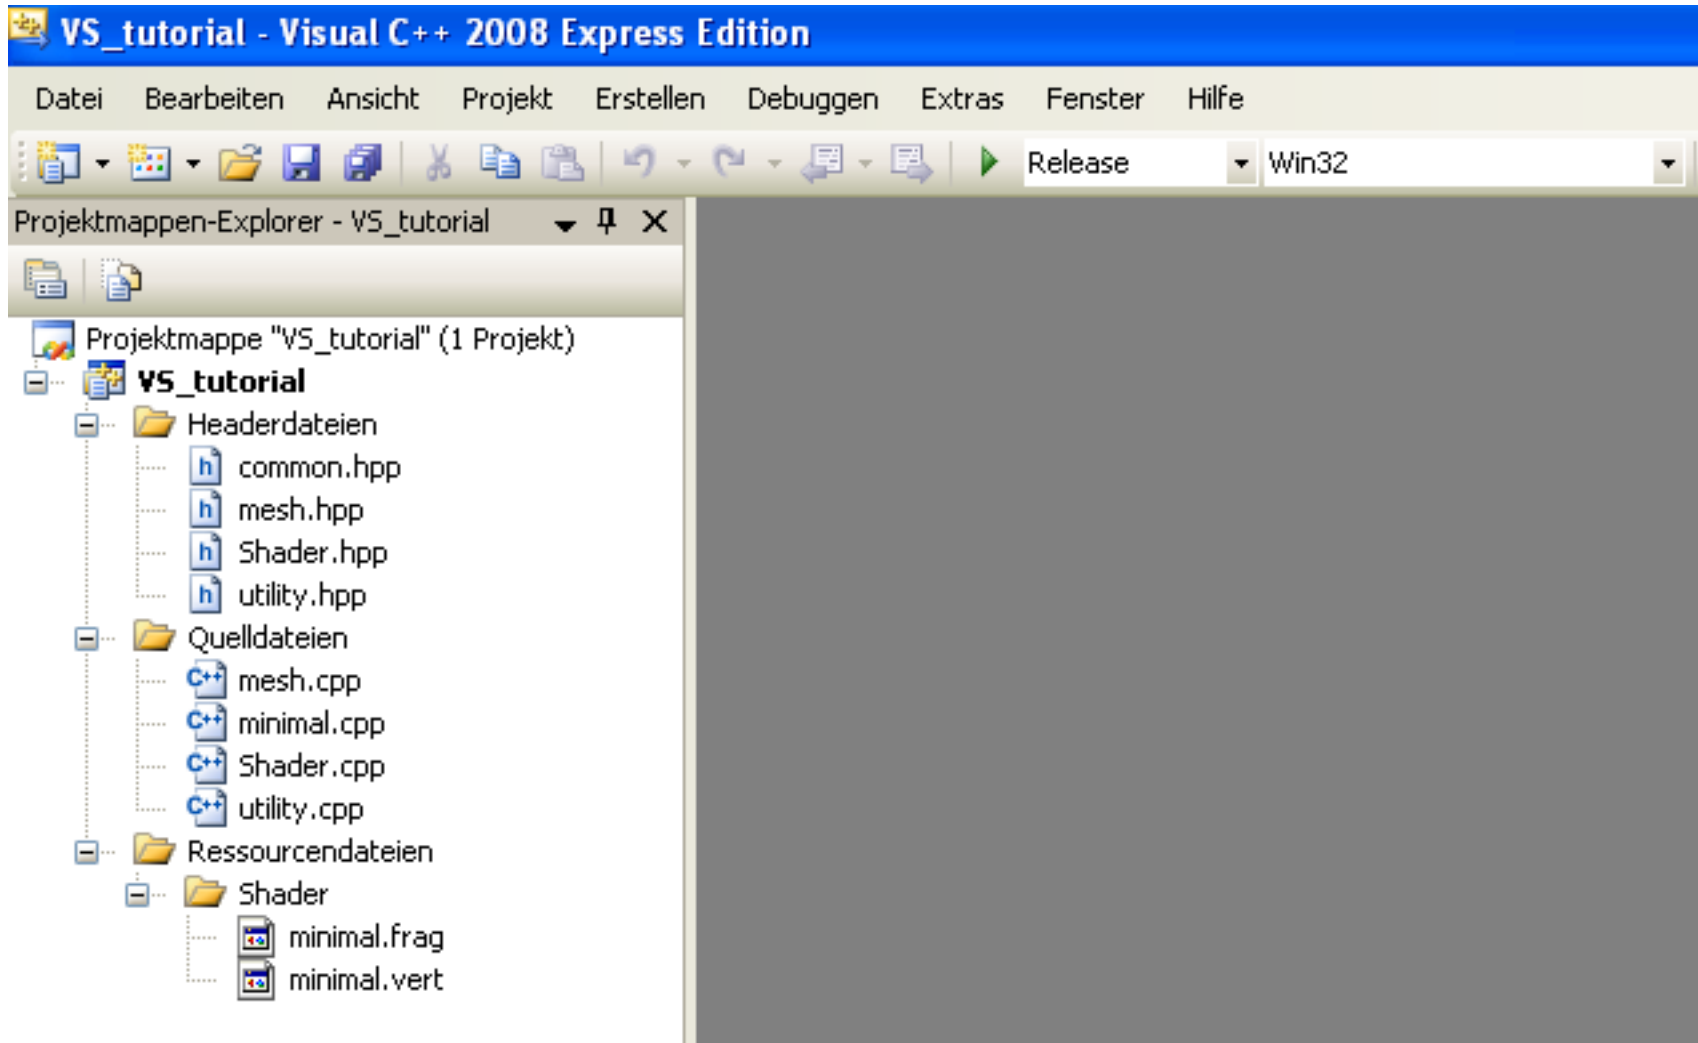 VS_tutorial - Visual C++ 2008 Express Edition
Datei Bearbeiten Ansicht Projekt Erstellen Debuggen Extras Fenster Hilfe
Release Win32
Projektmappen-Explorer - VS_tutorial
Projektmappe "VS_tutorial" (1 Projekt)
VS_tutorial
Headerdateien
h common.hpp
h mesh.hpp
h Shader.hpp
h utility.hpp
Quelldateien
C++ mesh.cpp
C++ minimal.cpp
C++ Shader.cpp
C++ utility.cpp
Ressourcendateien
Shader
minimal.frag
minimal.vert